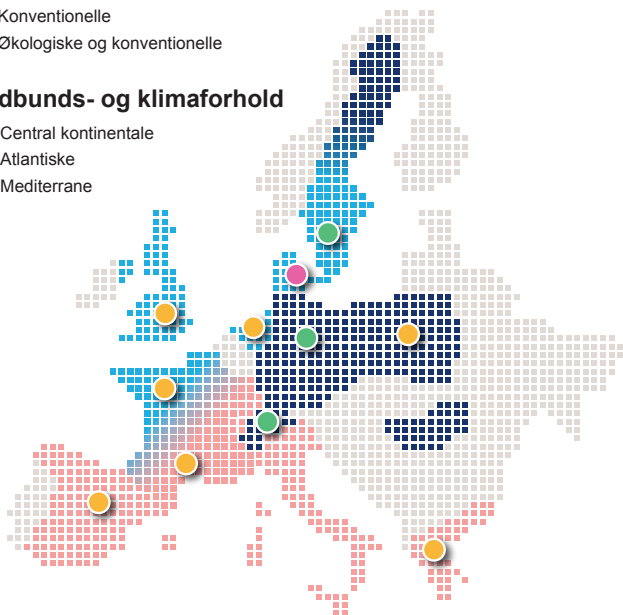 Konventionelle
Økologiske og konventionelle
dbunds- og klimaforhold
Central kontinentale
Atlantiske
Mediterrane